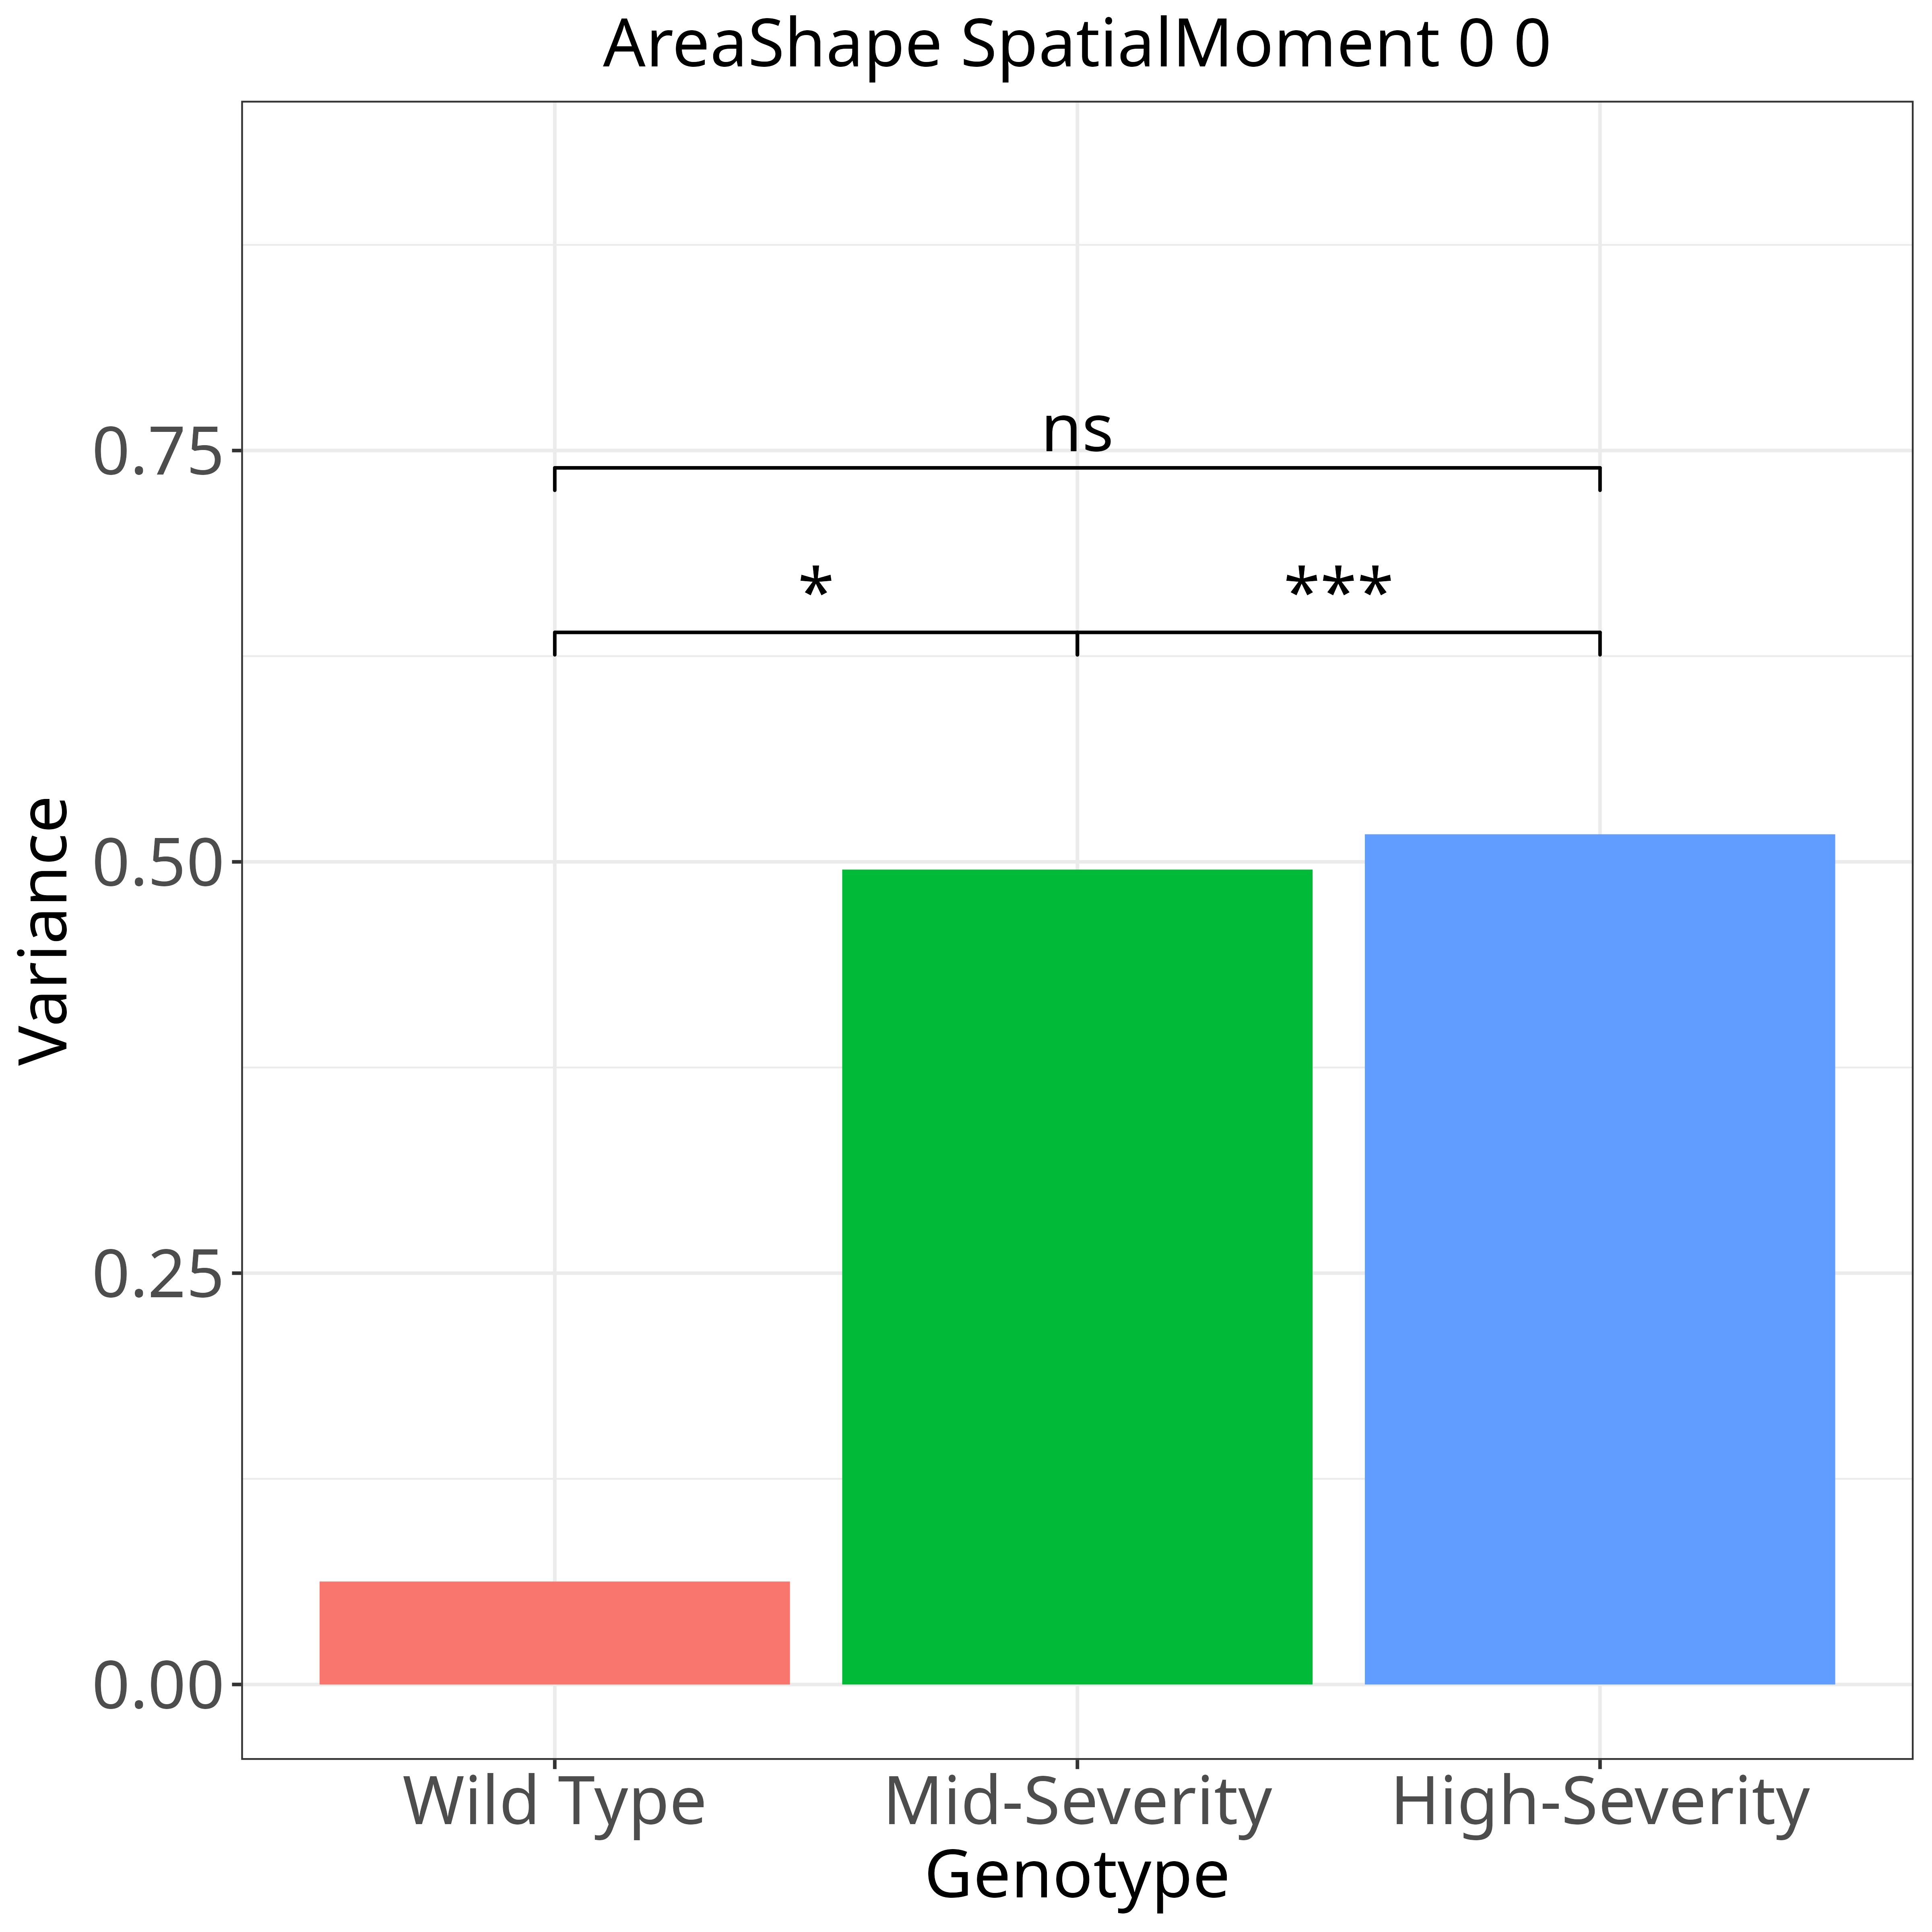 AreaShape SpatialMoment 0 0
ns
* ***
0.75
0.50
0.25
0.00
Variance
Wild Type Mid-Severity High-Severity
Genotype